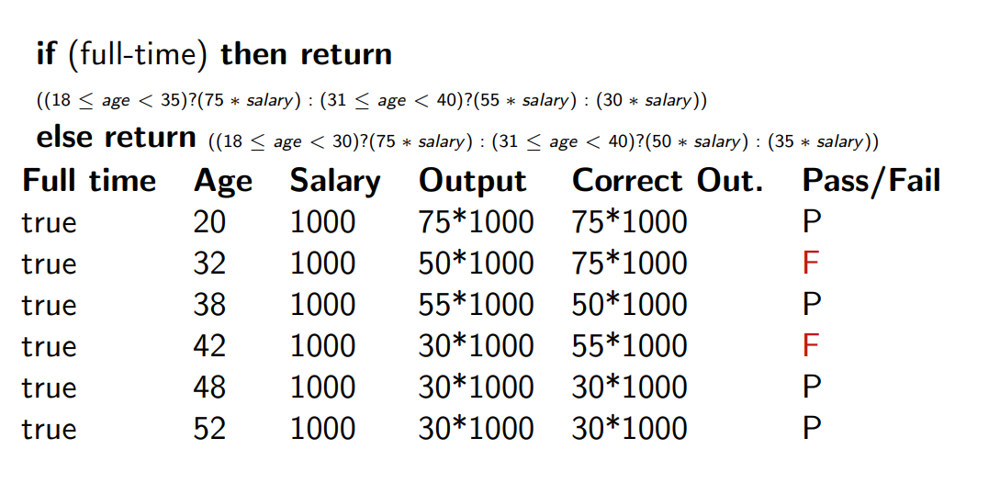 if (full-time) then return
((18 ≤ age < 35)?(75 * salary) : (31 ≤ age < 40)?(55 * salary) : (30 * salary))
else return ((18 ≤ age < 30)?(75 * salary) : (31 ≤ age < 40)?(50 * salary) : (35 * salary))
Full time Age Salary Output Correct Out. Pass/Fail
true 20 1000 75*1000 75*1000 P
true 32 1000 50*1000 75*1000 F
true 38 1000 55*1000 50*1000 P
true 42 1000 30*1000 55*1000 F
true 48 1000 30*1000 30*1000 P
true 52 1000 30*1000 30*1000 P